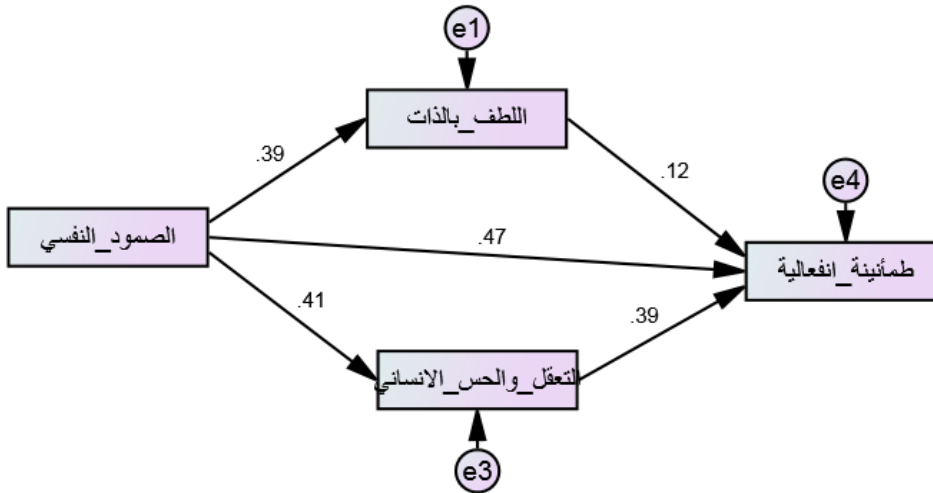 e1
اللطف_بالذات
.39
.12
e4
الصمود_النفسي
.47
طمأنينة_انفعالية
.41
.39
التعقل_والحس_الانساني
e3